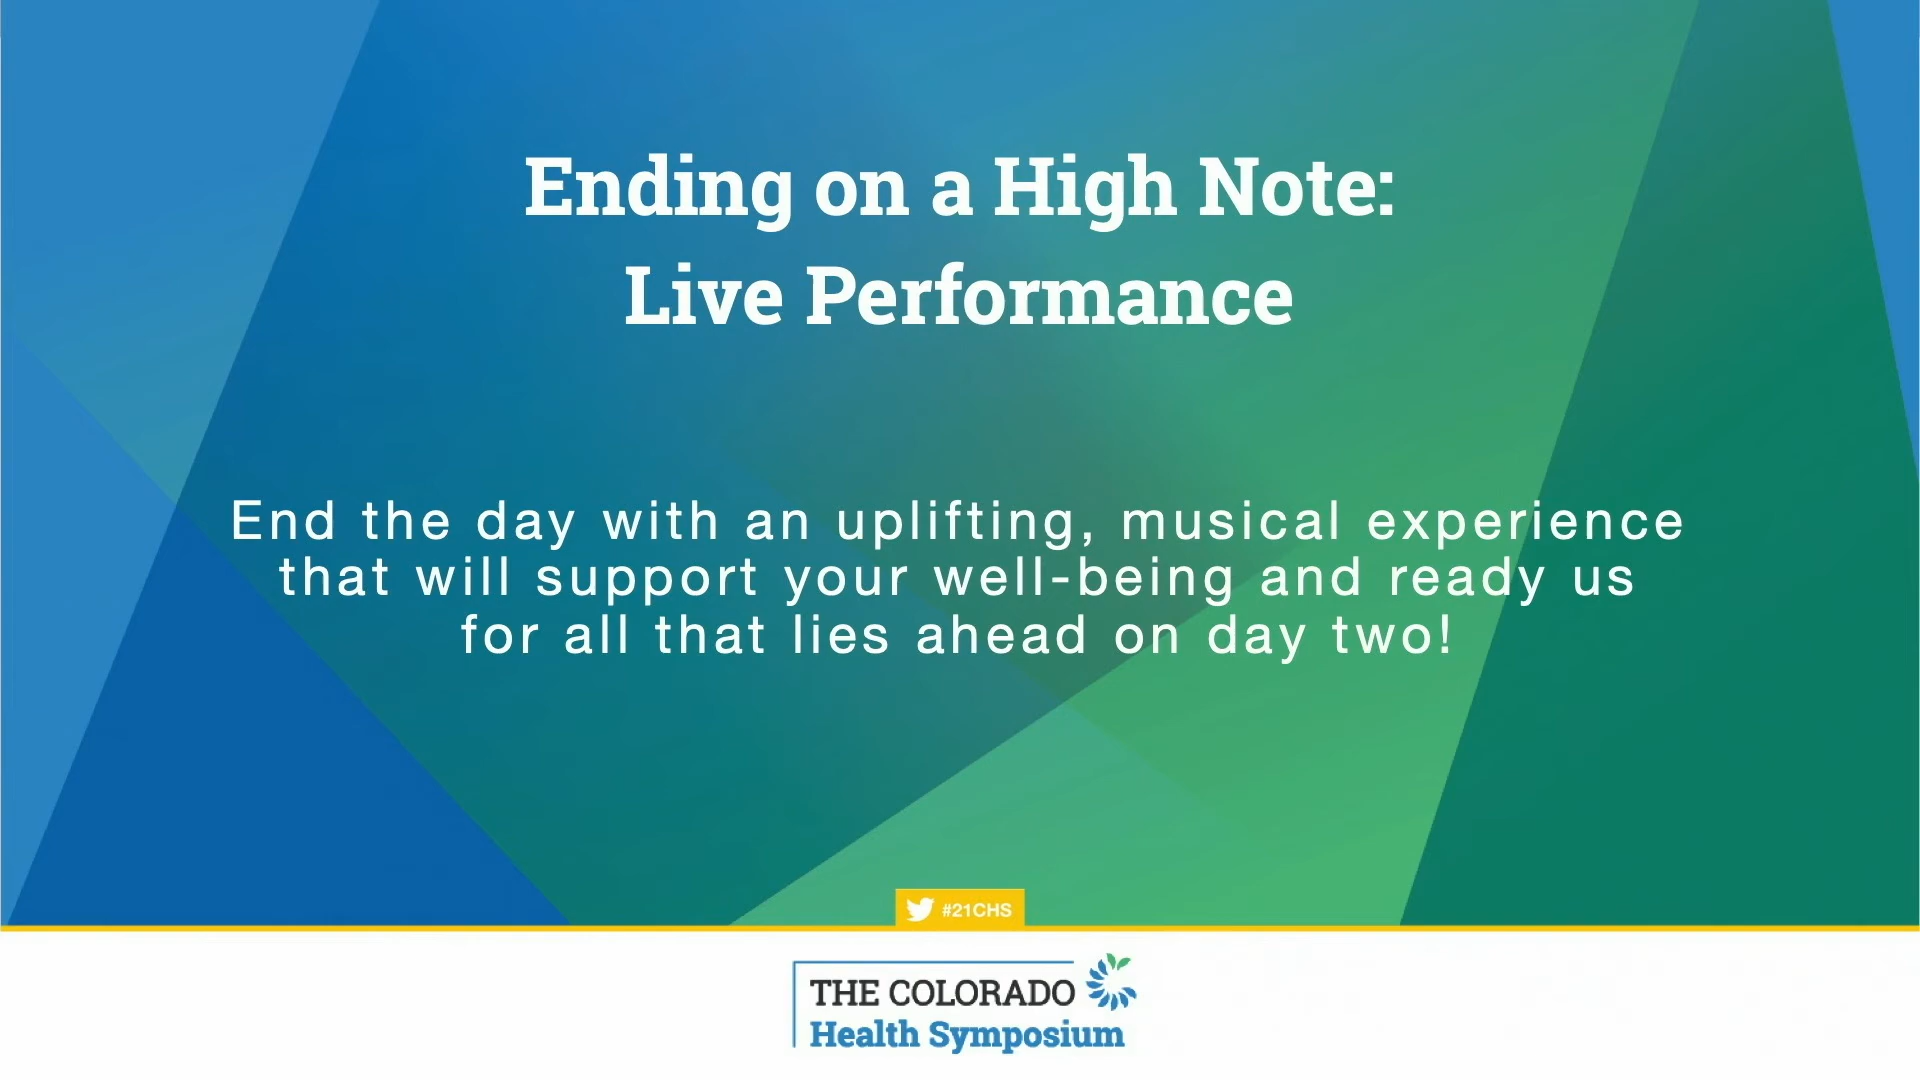 Ending on a High Note:
Live Performance
End the day with an uplifting, musical experience
that will support your well-being and ready us
for all that lies ahead on day two!
#21CHS
THE COLORADO
Health Symposium